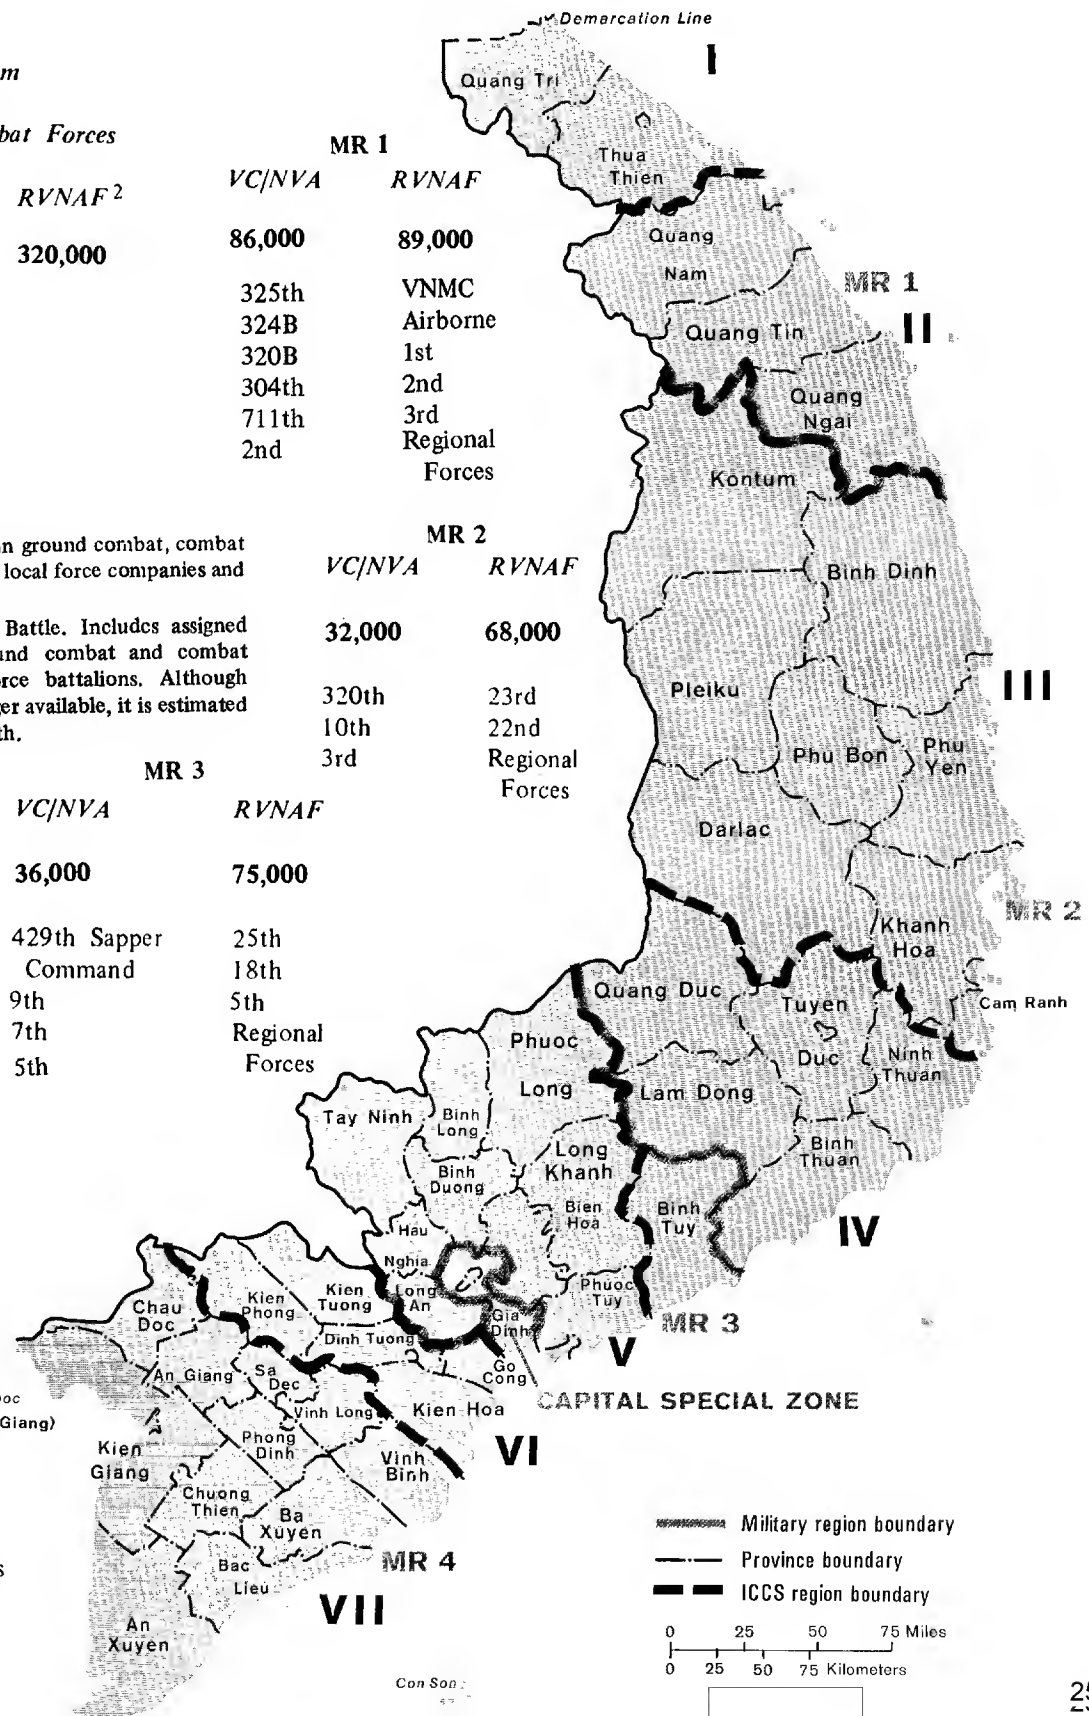 Demarcation Line
m
bat Forces
RVNAF 2
320,000
MR 1
VC/NVA RVNAF
86,000 89,000
325th VNMC
324B Airborne
320B 1st
304th 2nd
711th 3rd
2nd Regional
Forces
n ground combat, combat
local force companies and
Battle. Includes assigned
und combat and combat
orce battalions. Although
ger available, it is estimated
th.
MR 2
VC/NVA RVNAF
32,000 68,000
320th 23rd
10th 22nd
3rd Regional
Forces
MR 3
VC/NVA RVNAF
36,000 75,000
429th Sapper 25th
Command 18th
9th 5th
7th Regional
5th Forces
I
Quang Tri
Thua
Thien
Quang
Nam
MR 1
II
Quang Tin
Quang
Ngai
Kontum
Binh Dinh
III
Pleiku
Phu Bon
Phu
Yen
Darlac
MR 2
Khanh
Hoa
Cam Ranh
Quang Duc
Tuyen
Duc
Ninh
Thuan
Phuoc
Long
Lam Dong
Tay Ninh
Binh
Long
Long
Khanh
Binh
Thuan
Binh
Duong
Bien
Hoa
Binh
Tuy
IV
Hau
Nghia
Phuoc
Tuy
Chau
Doc
Kien
Phong
Kien
Tuong
Long
An
Gia
Dinh
MR 3
V
Dinh Tuong
Go
Cong
An Giang
Sa
Dec
CAPITAL SPECIAL ZONE
oc
Giang)
Vinh Long
Kien Hoa
VI
Kien
Giang
Phong
Dinh
Vinh
Binh
Chuong
Thien
Ba
Xuyen
MR 4
Bac
Lieu
VII
s
An
Xuyen
Con Son
Military region boundary
Province boundary
ICCS region boundary
0 25 50 75 Miles
0 25 50 75 Kilometers